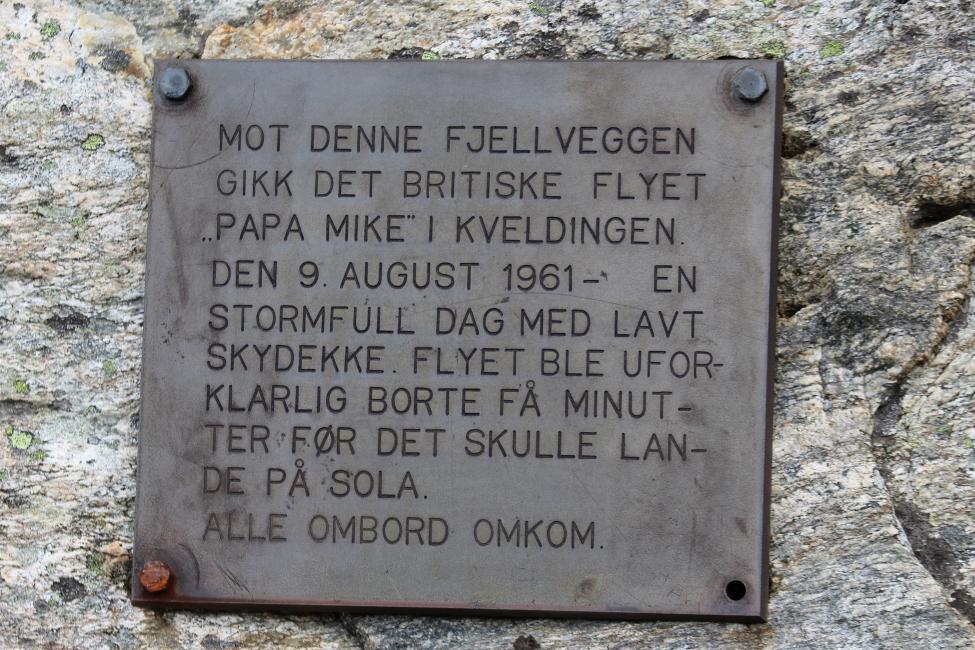 MOT DENNE FJELLVEGGEN
GIKK DET BRITISKE FLYET
„PAPA MIKE” I KVELDINGEN.
DEN 9. AUGUST 1961 – EN
STORMFULL DAG MED LAVT
SKYDEKKE. FLYET BLE UFOR-
KLARLIG BORTE FÅ MINUT-
TER FØR DET SKULLE LAN-
DE PÅ SOLA.
ALLE OMBORD OMKOM.